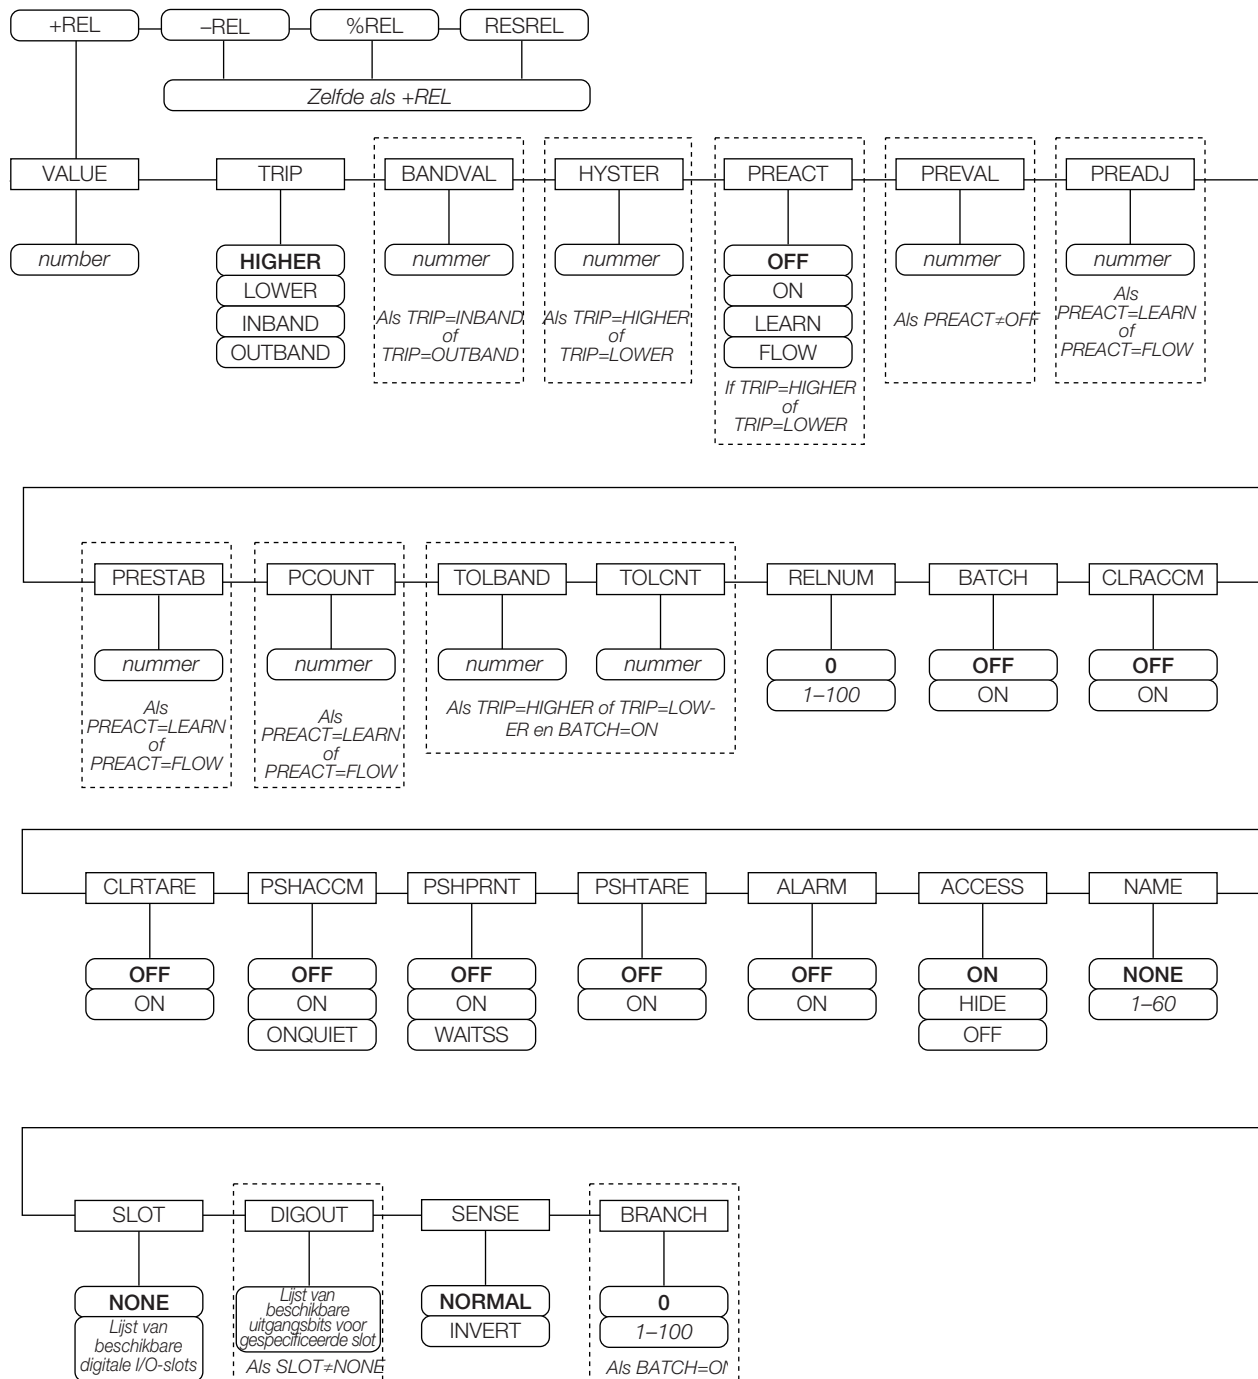 +REL
–REL
%REL
RESREL
Zelfde als +REL
VALUE
TRIP
BANDVAL
HYSTER
PREACT
PREVAL
PREADJ
number
HIGHER
LOWER
INBAND
OUTBAND
nummer
Als TRIP=INBAND
of
TRIP=OUTBAND
nummer
Als TRIP=HIGHER
of
TRIP=LOWER
OFF
ON
LEARN
FLOW
If TRIP=HIGHER
of
TRIP=LOWER
nummer
Als PREACT≠OFF
nummer
Als
PREACT=LEARN
of
PREACT=FLOW
PRESTAB
PCOUNT
TOLBAND
TOLCNT
RELNUM
BATCH
CLRACCM
nummer
Als
PREACT=LEARN
of
PREACT=FLOW
nummer
Als
PREACT=LEARN
of
PREACT=FLOW
nummer
nummer
Als TRIP=HIGHER of TRIP=LOW-
ER en BATCH=ON
0
1–100
OFF
ON
OFF
ON
CLRTARE
PSHACCM
PSHPRNT
PSHTARE
ALARM
ACCESS
NAME
OFF
ON
OFF
ON
ONQUIET
OFF
ON
WAITSS
OFF
ON
OFF
ON
ON
HIDE
OFF
NONE
1–60
SLOT
DIGOUT
SENSE
BRANCH
NONE
Lijst van
beschikbare
digitale I/O-slots
Lijst van
beschikbare
uitgangsbits voor
gespecificeerde slot
Als SLOT≠NONE
NORMAL
INVERT
0
1–100
Als BATCH=ON